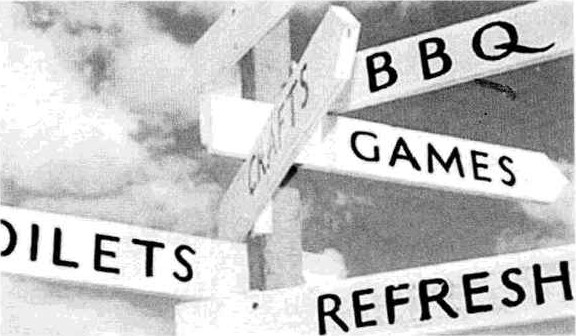 BBQ
CRAFTS
GAMES
OILETS
REFRESH